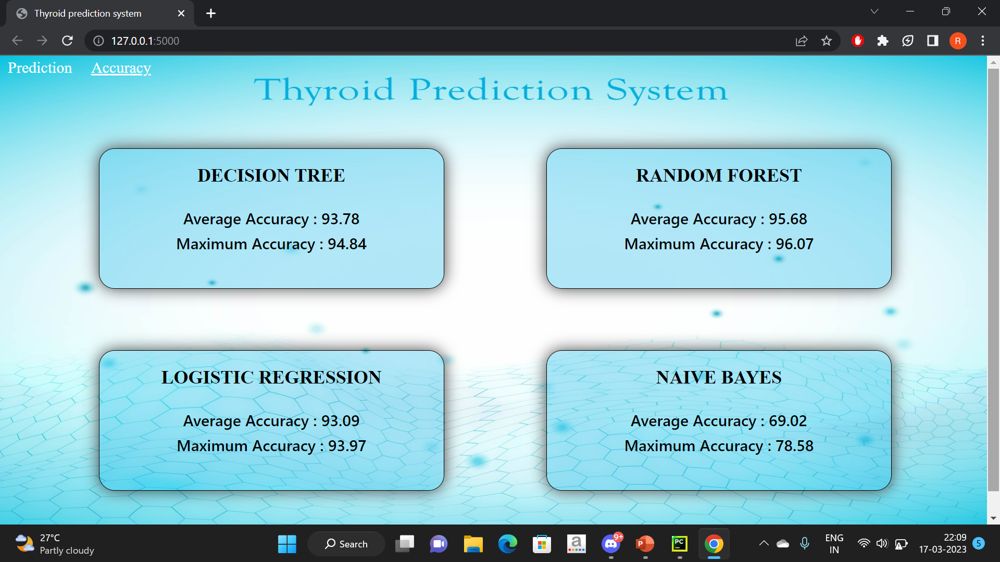 Thyroid prediction system
127.0.0.1:5000
R
Prediction Accuracy
Thyroid Prediction System
DECISION TREE
Average Accuracy : 93.78
Maximum Accuracy : 94.84
RANDOM FOREST
Average Accuracy : 95.68
Maximum Accuracy : 96.07
LOGISTIC REGRESSION
Average Accuracy : 93.09
Maximum Accuracy : 93.97
NAIVE BAYES
Average Accuracy : 69.02
Maximum Accuracy : 78.58
27°C
Partly cloudy
Search
a
9+
P
PC
ENG
IN
22:09
17-03-2023
5